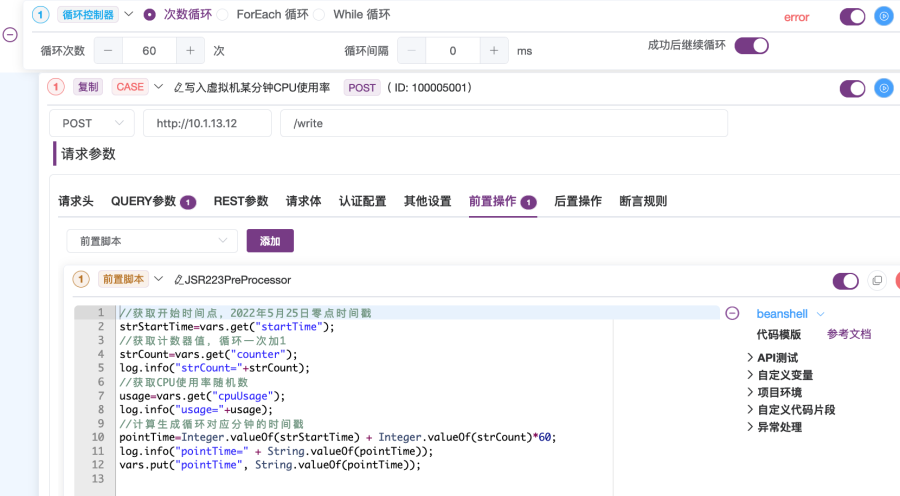 1 循环控制器 次数循环 ForEach 循环 While 循环 error
循环次数 60 次 循环间隔 0 ms 成功后继续循环
1 复制 CASE 写入虚拟机某分钟CPU使用率 POST ( ID: 100005001)
POST http://10.1.13.12 /write
请求参数
请求头 QUERY参数 1 REST参数 请求体 认证配置 其他设置 前置操作 1 后置操作 断言规则
前置脚本 添加
1 前置脚本 JSR223PreProcessor
1 //获取开始时间点，2022年5月25日零点时间戳
2 strStartTime=vars.get("startTime");
3 //获取计数器值，循环一次加1
4 strCount=vars.get("counter");
5 log.info("strCount="+strCount);
6 //获取CPU使用率随机数
7 usage=vars.get("cpuUsage");
8 log.info("usage="+usage);
9 //计算生成循环对应分钟的时间戳
10 pointTime=Integer.valueOf(strStartTime) + Integer.valueOf(strCount)*60;
11 log.info("pointTime=" + String.valueOf(pointTime));
12 vars.put("pointTime", String.valueOf(pointTime));
13
beanshell
代码模版 参考文档
API测试
自定义变量
项目环境
自定义代码片段
异常处理